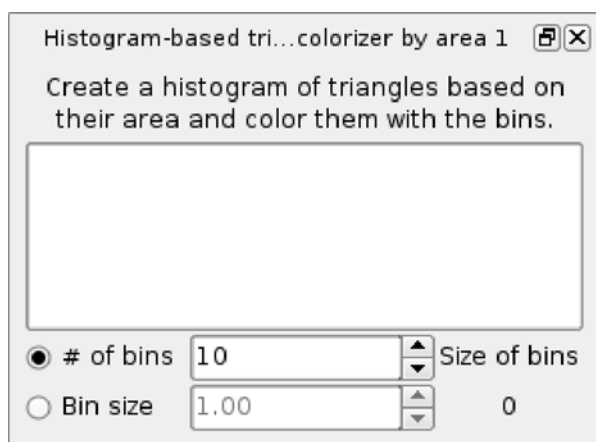 Histogram-based tri...colorizer by area 1
Create a histogram of triangles based on
their area and color them with the bins.
# of bins 10 Size of bins
Bin size 1.00 0